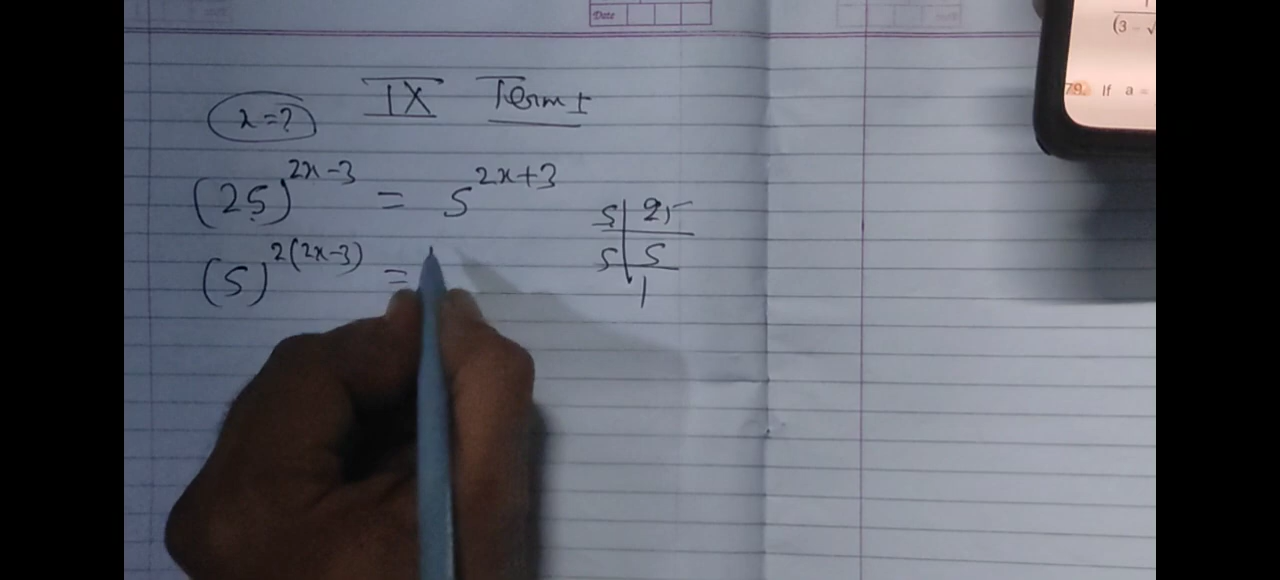 Date
IX Term I
x=?
(25)^{2x-3} = 5^{2x+3}
5 | 25
5 | 5
1
(5)^{2(2x-3)} =
1
(3 - √
79. If a =